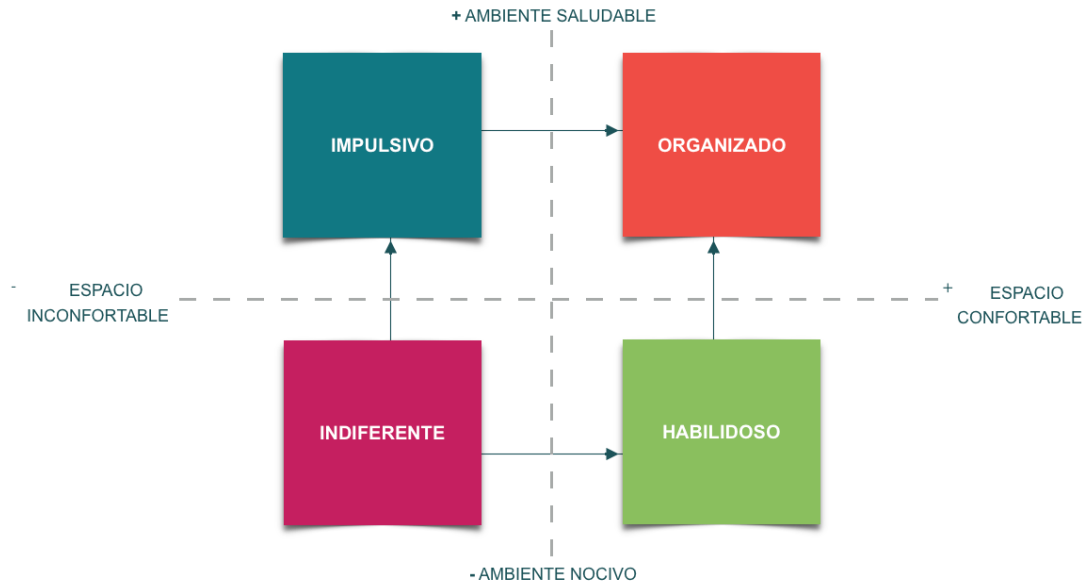 + AMBIENTE SALUDABLE
IMPULSIVO
ORGANIZADO
- ESPACIO
INCONFORTABLE
+ ESPACIO
CONFORTABLE
INDIFERENTE
HABILIDOSO
- AMBIENTE NOCIVO